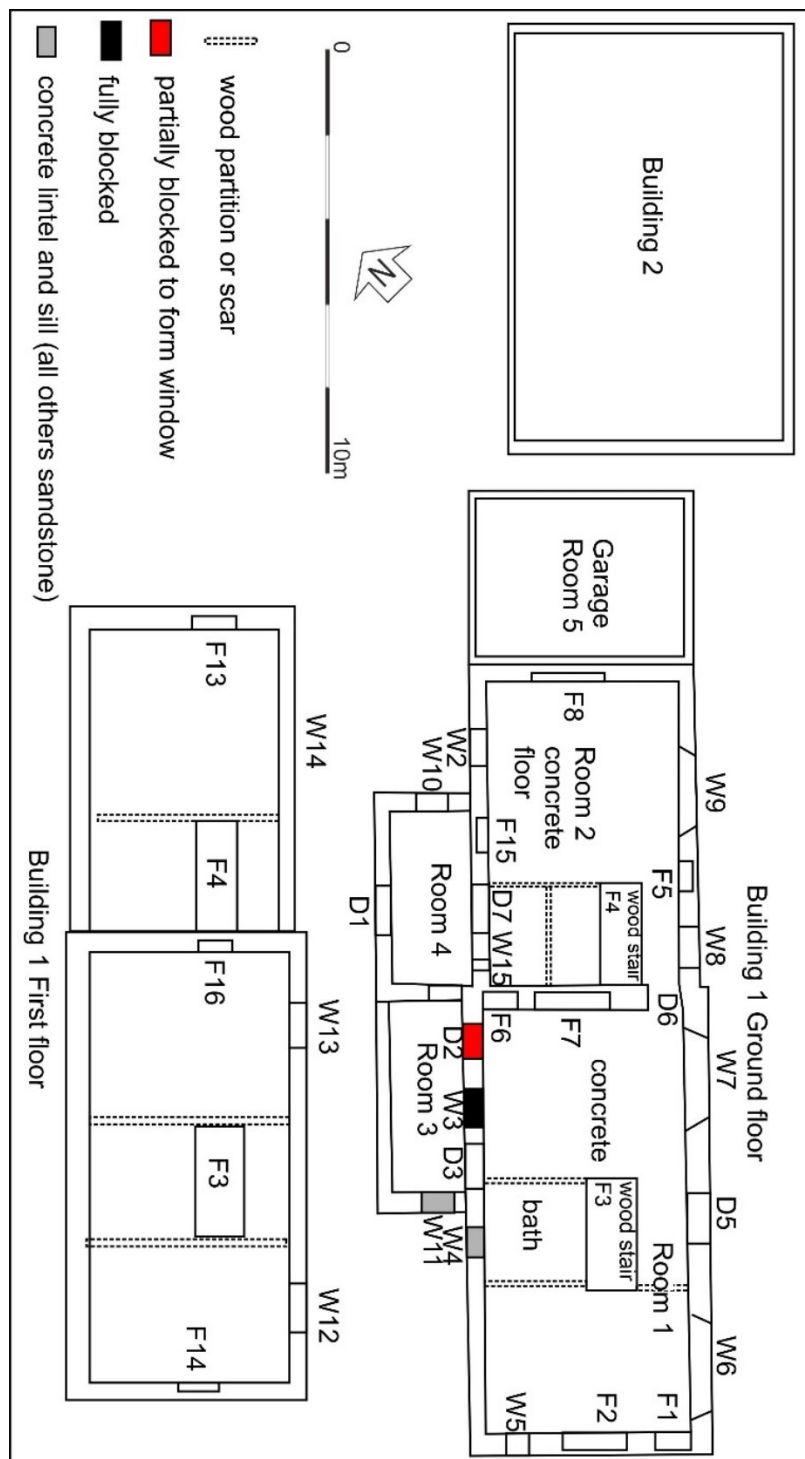 Building 2
Building 1 Ground floor
Garage
Room 5
W9
W8
W7
D5
W6
F5
D6
F8
Room 2
concrete
floor
wood stair
F4
concrete
wood stair
F3
Room 1
F1
F2
W5
W2
W10
F15
D7
W15
F6
F7
bath
D2
W3
D3
W4
W11
Room 4
Room 3
D1
0
10m
N
wood partition or scar
partially blocked to form window
fully blocked
concrete lintel and sill (all others sandstone)
W14
W13
W12
F13
F4
F16
F3
F14
Building 1 First floor